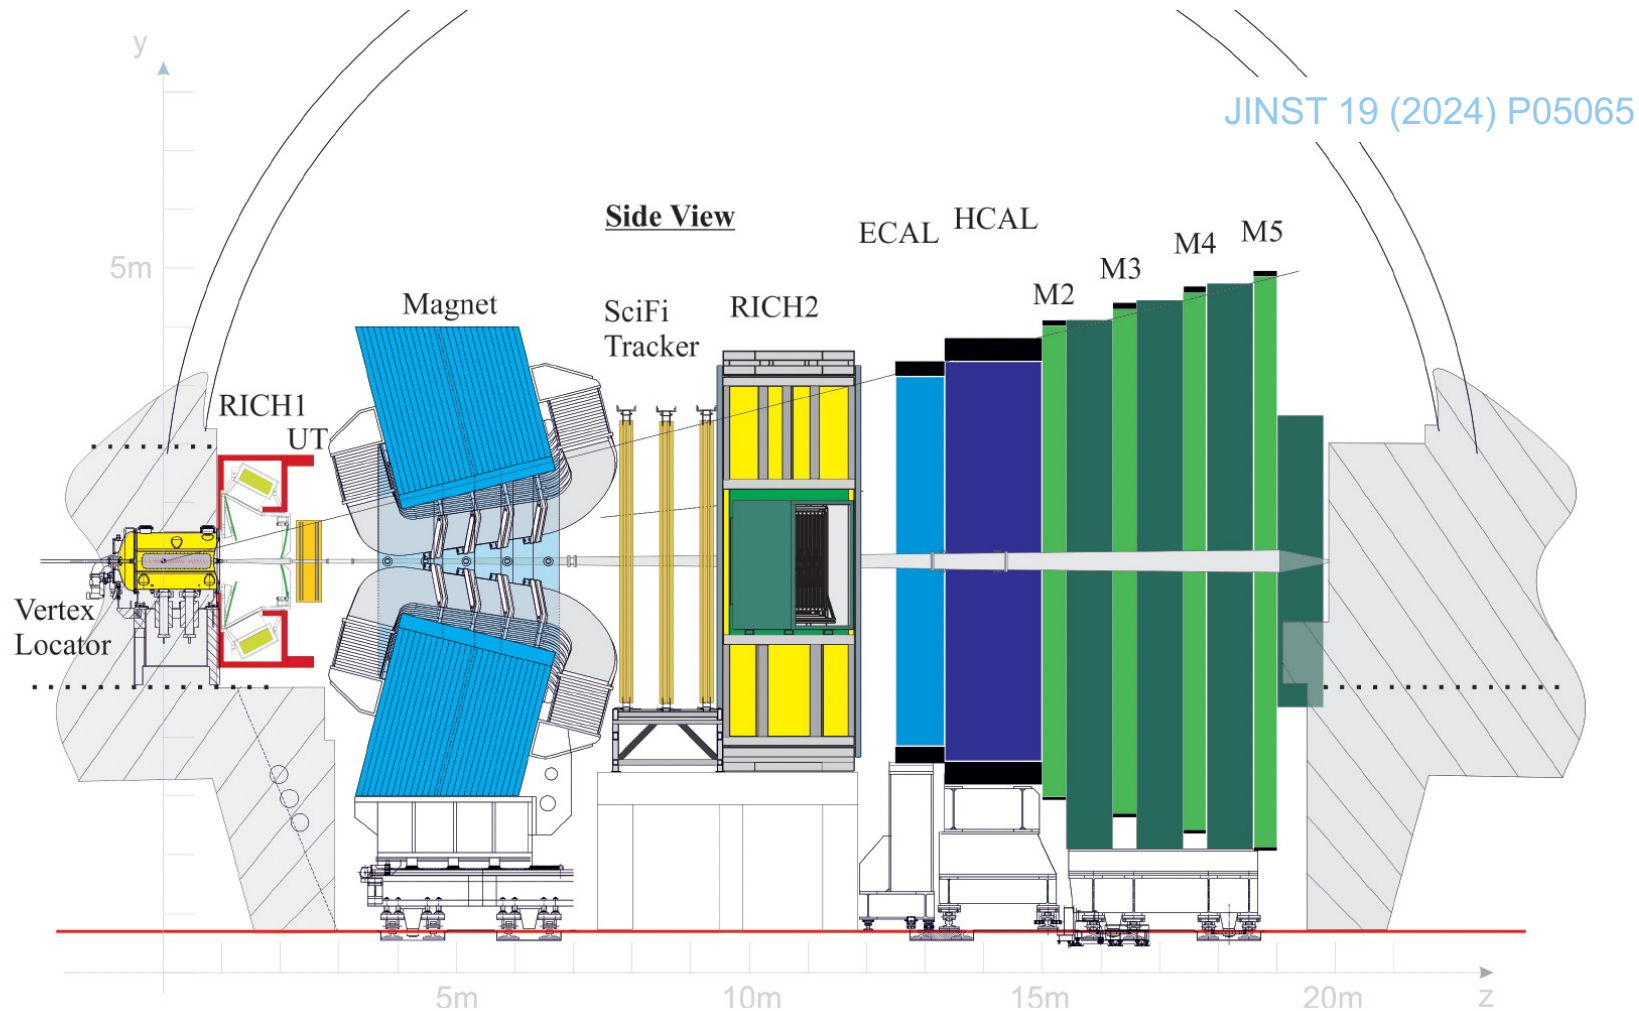 y
JINST 19 (2024) P05065
Side View
ECAL
HCAL
M5
M4
M3
M2
5m
Magnet
SciFi
Tracker
RICH2
RICH1
UT
Vertex
Locator
5m
10m
15m
20m
z